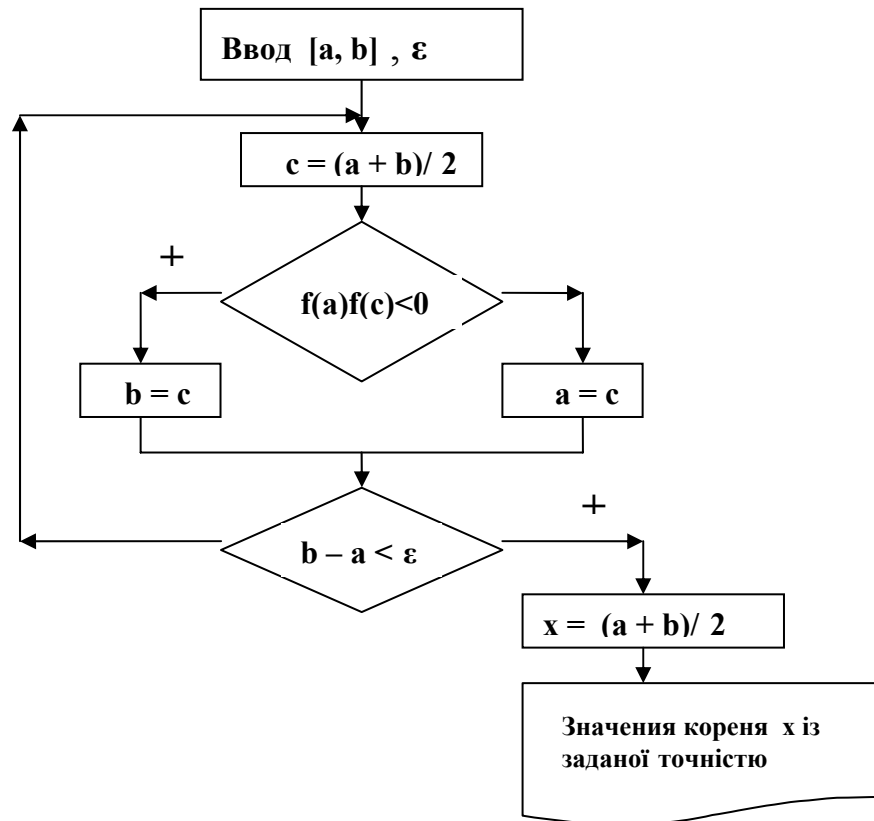 Ввод [a, b] , ε
c = (a + b)/ 2
+
f(a)f(c)<0
b = c
a = c
+
b – a < ε
x = (a + b)/ 2
Значения кореня х із
заданої точністю